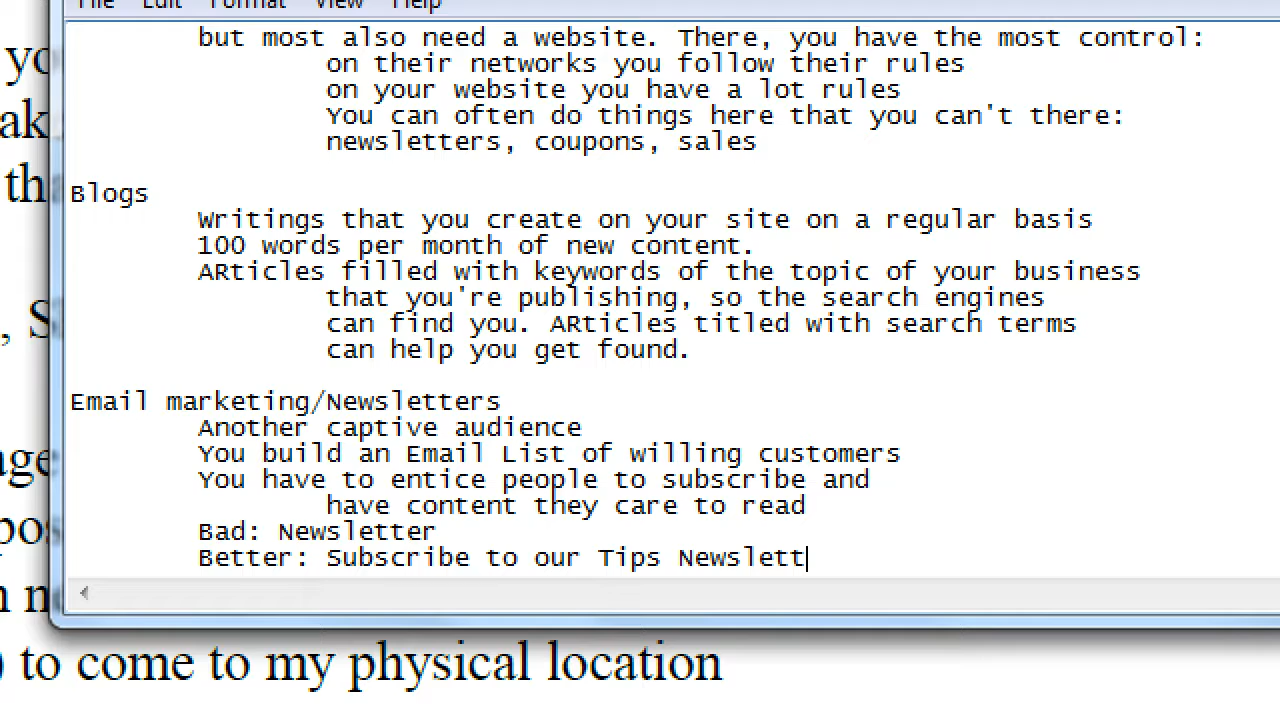 File Edit Format View Help
but most also need a website. There, you have the most control:
on their networks you follow their rules
on your website you have a lot rules
You can often do things here that you can't there:
newsletters, coupons, sales
Blogs
Writings that you create on your site on a regular basis
100 words per month of new content.
ARticles filled with keywords of the topic of your business
that you're publishing, so the search engines
can find you. ARticles titled with search terms
can help you get found.
Email marketing/Newsletters
Another captive audience
You build an Email List of willing customers
You have to entice people to subscribe and
have content they care to read
Bad: Newsletter
Better: Subscribe to our Tips Newslett
) to come to my physical location